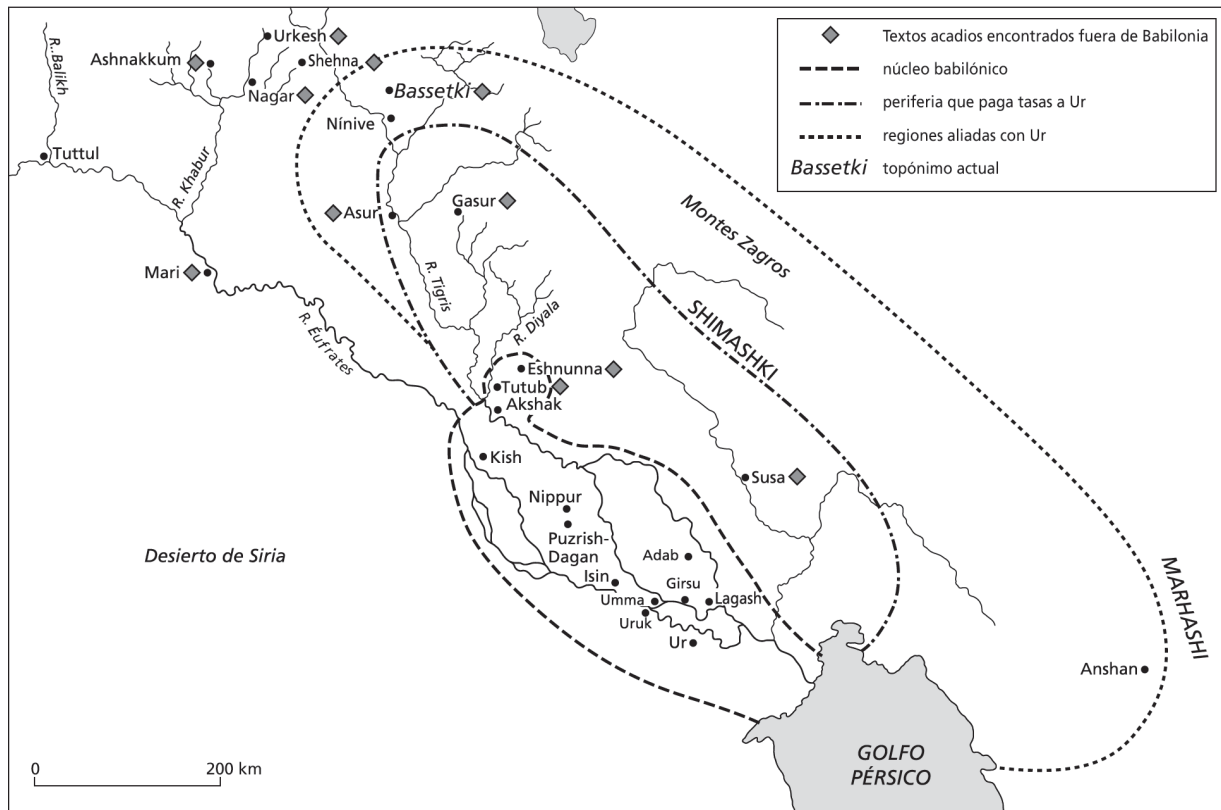 Textos acadios encontrados fuera de Babilonia
núcleo babilónico
periferia que paga tasas a Ur
regiones aliadas con Ur
Bassetki topónimo actual
R. Balikh
Urkesh
Ashnakkum
Shehna
Nagar
Bassetki
Nínive
Tuttul
R. Khabur
Asur
Gasur
Montes Zagros
Mari
R. Tigris
R. Diyala
R. Éufrates
SHIMASHKI
Eshnunna
Tutub
Akshak
Kish
Susa
Nippur
Puzrish-
Dagan
Desierto de Siria
Adab
Isin
Girsu
Umma
Lagash
Uruk
Ur
MARHASHI
Anshan
GOLFO
PÉRSICO
0 200 km